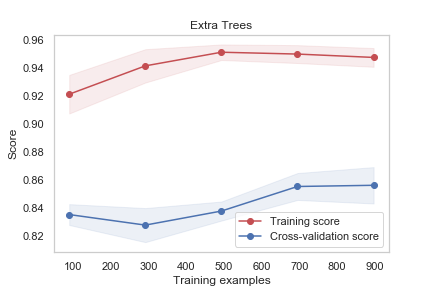 Extra Trees
0.96
0.94
0.92
0.90
0.88
0.86
0.84
0.82
Score
Training score
Cross-validation score
100 200 300 400 500 600 700 800 900
Training examples